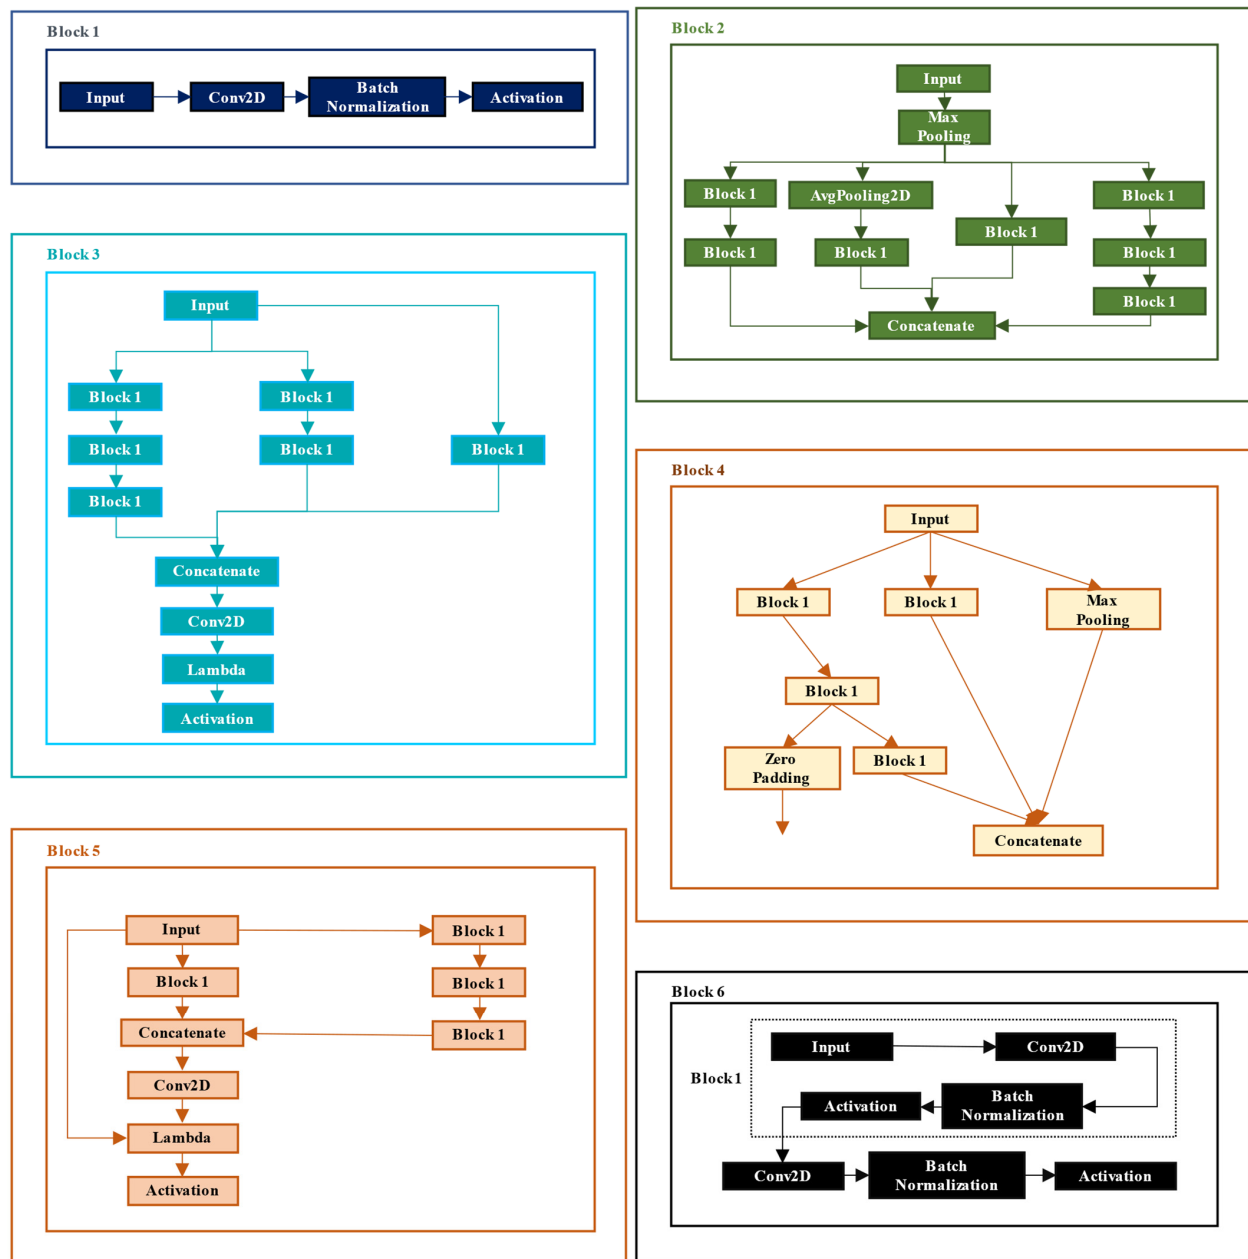 Block 1
Input
Conv2D
Batch
Normalization
Activation
Block 2
Input
Max
Pooling
Block 1
AvgPooling2D
Block 1
Block 1
Block 1
Block 1
Block 1
Block 1
Concatenate
Block 3
Input
Block 1
Block 1
Block 1
Block 1
Block 1
Block 1
Concatenate
Conv2D
Lambda
Activation
Block 4
Input
Block 1
Block 1
Max
Pooling
Block 1
Zero
Padding
Block 1
Concatenate
Block 5
Input
Block 1
Block 1
Block 1
Concatenate
Block 1
Conv2D
Lambda
Activation
Block 6
Input
Conv2D
Block 1
Activation
Batch
Normalization
Conv2D
Batch
Normalization
Activation